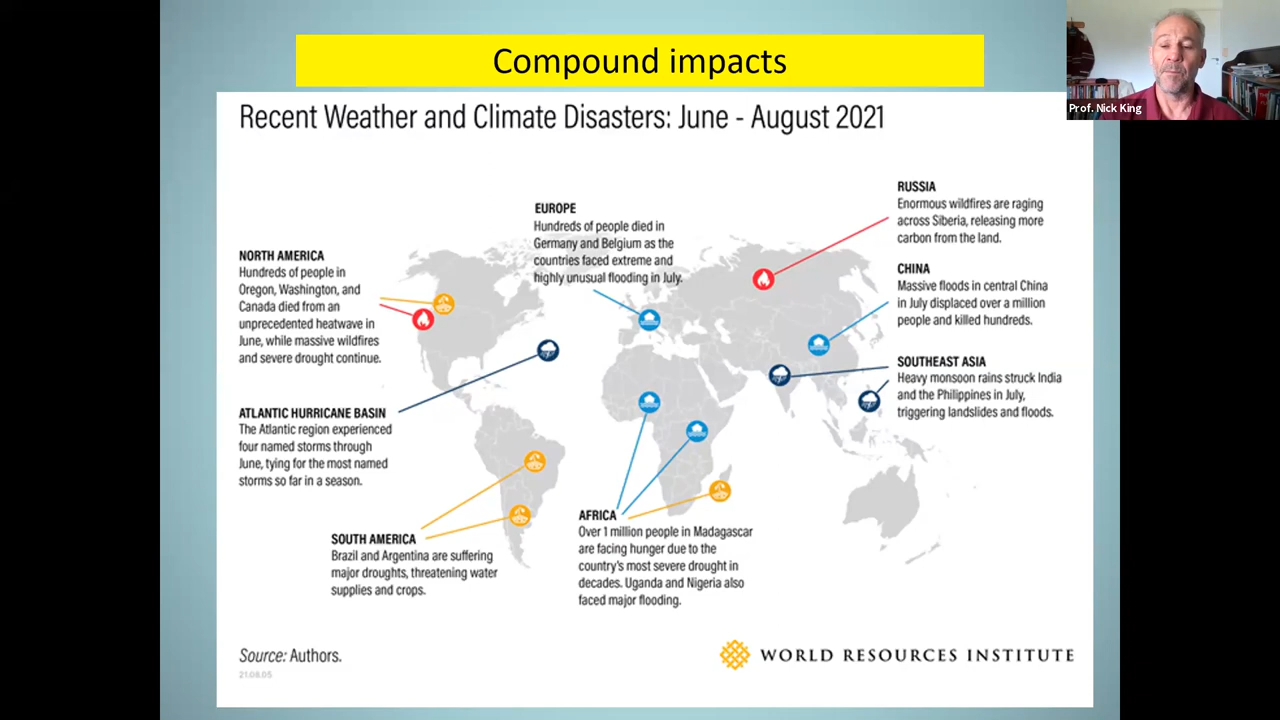 Compound impacts
Prof. Nick King
Recent Weather and Climate Disasters: June - August 2021
NORTH AMERICA
Hundreds of people in
Oregon, Washington, and
Canada died from an
unprecedented heatwave in
June, while massive wildfires
and severe drought continue.
EUROPE
Hundreds of people died in
Germany and Belgium as the
countries faced extreme and
highly unusual flooding in July.
RUSSIA
Enormous wildfires are raging
across Siberia, releasing more
carbon from the land.
CHINA
Massive floods in central China
in July displaced over a million
people and killed hundreds.
SOUTHEAST ASIA
Heavy monsoon rains struck India
and the Philippines in July,
triggering landslides and floods.
ATLANTIC HURRICANE BASIN
The Atlantic region experienced
four named storms through
June, tying for the most named
storms so far in a season.
SOUTH AMERICA
Brazil and Argentina are suffering
major droughts, threatening water
supplies and crops.
AFRICA
Over 1 million people in Madagascar
are facing hunger due to the
country's most severe drought in
decades. Uganda and Nigeria also
faced major flooding.
Source: Authors.
21.08.05
WORLD RESOURCES INSTITUTE